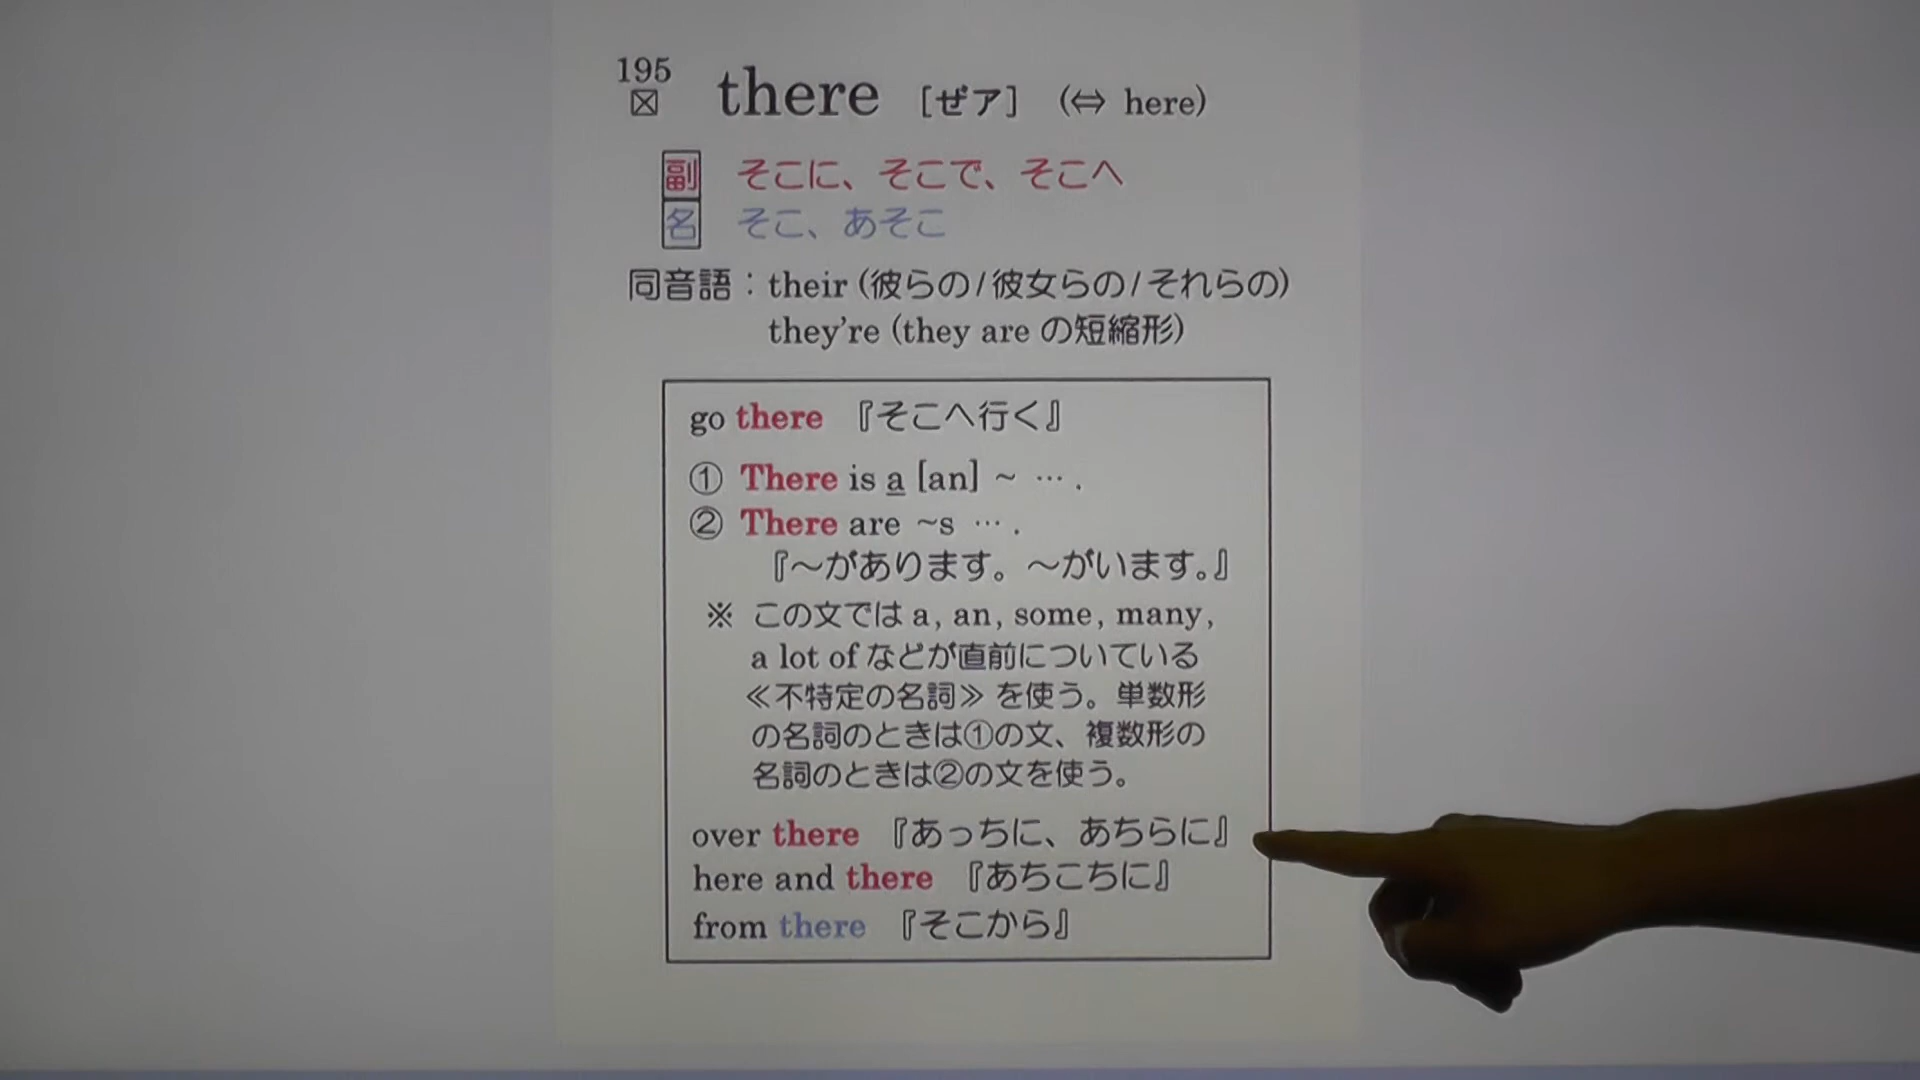 195
☒ there [ぜア] (⇔ here)
副 そこに、そこで、そこへ
名 そこ、あそこ
同音語：their (彼らの/彼女らの/それらの)
they're (they are の短縮形)
go there 『そこへ行く』
① There is a [an] ~ ….
② There are ~s ….
『～があります。～がいます。』
※ この文では a, an, some, many,
a lot of などが直前についている
≪不特定の名詞≫ を使う。単数形
の名詞のときは①の文、複数形の
名詞のときは②の文を使う。
over there 『あっちに、あちらに』
here and there 『あちこちに』
from there 『そこから』